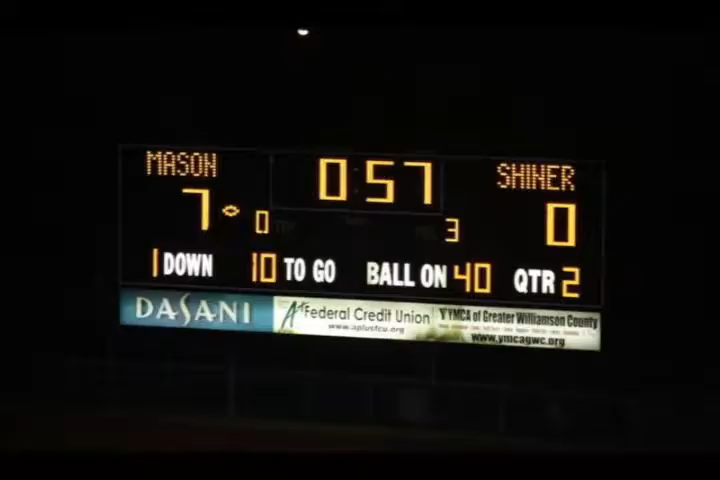 MASON 0:57 SHINER
7 0 3 0
1 DOWN 10 TO GO BALL ON 40 QTR 2
DASANI A+ Federal Credit Union YMCA of Greater Williamson County
www.aplusfcu.org www.ymcagwc.org